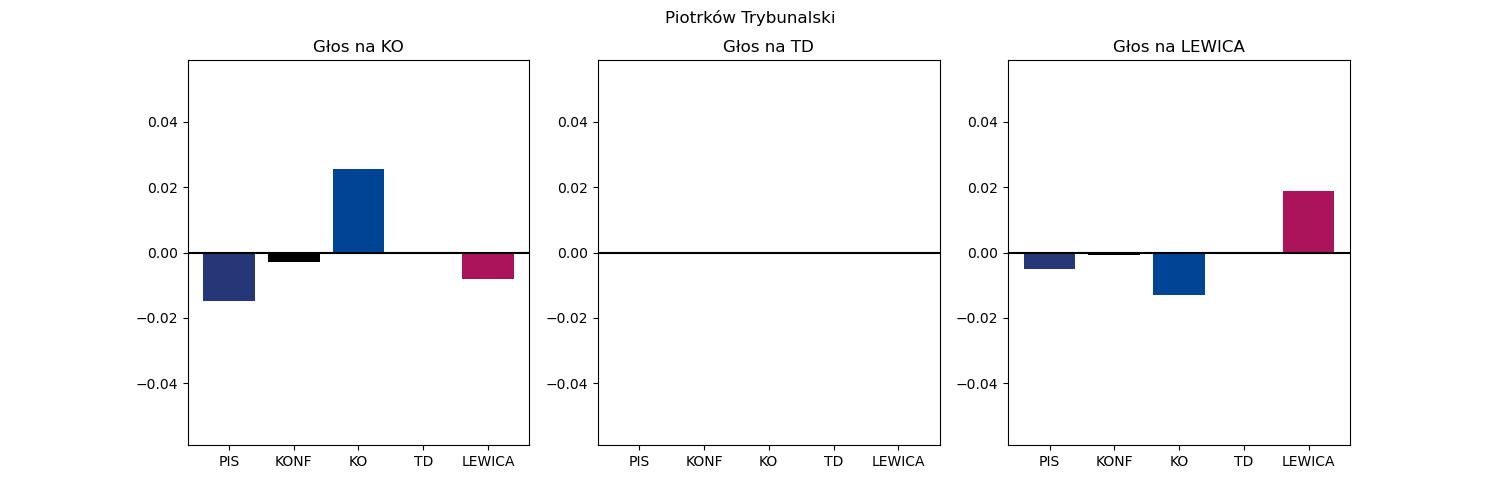 Piotrków Trybunalski
Głos na KO
0.04
0.02
0.00
−0.02
−0.04
PIS KONF KO TD LEWICA
Głos na TD
0.04
0.02
0.00
−0.02
−0.04
PIS KONF KO TD LEWICA
Głos na LEWICA
0.04
0.02
0.00
−0.02
−0.04
PIS KONF KO TD LEWICA